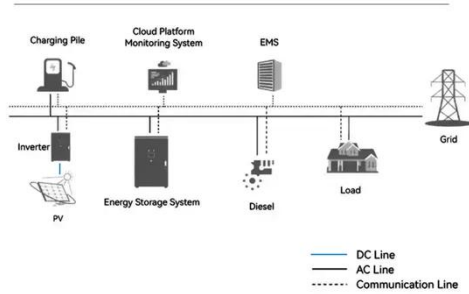 Charging Pile
Cloud Platform
Monitoring System
EMS
Grid
Inverter
PV
Energy Storage System
Diesel
Load
DC Line
AC Line
Communication Line